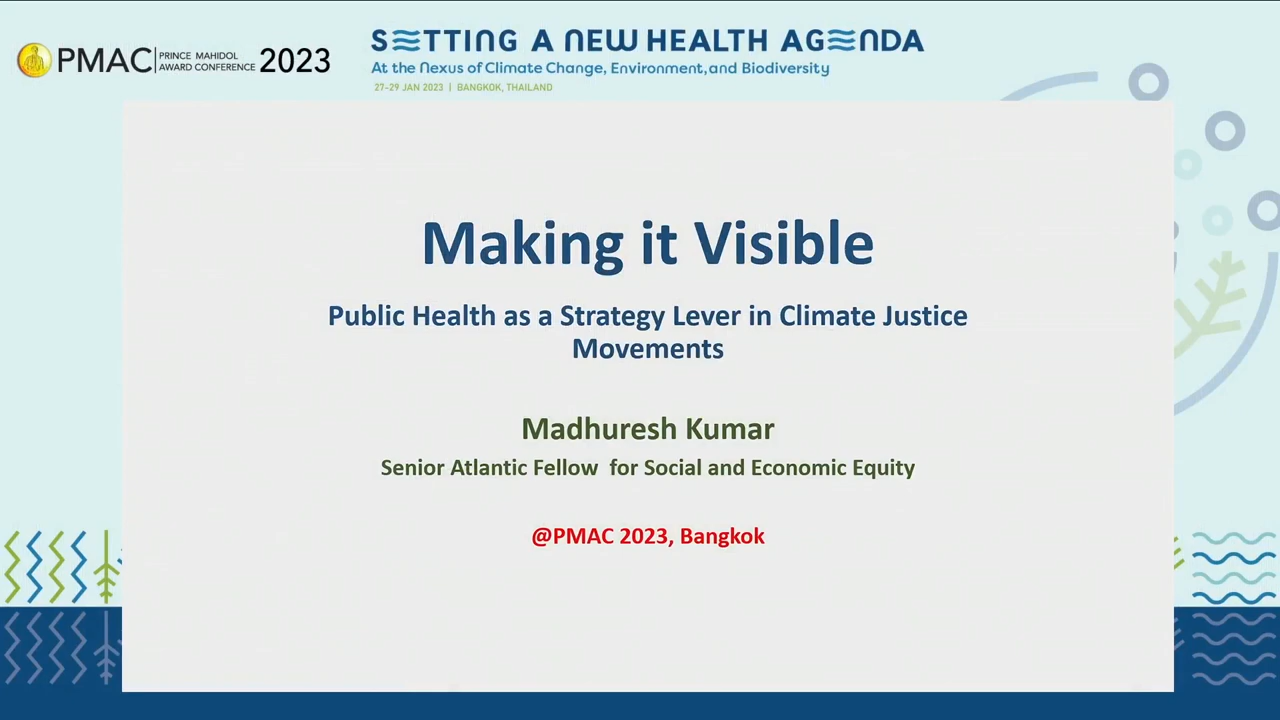 PMAC PRINCE MAHIDOL AWARD CONFERENCE 2023
SETTING A NEW HEALTH AGENDA
At the Nexus of Climate Change, Environment, and Biodiversity
27-29 JAN 2023 | BANGKOK, THAILAND
Making it Visible
Public Health as a Strategy Lever in Climate Justice
Movements
Madhuresh Kumar
Senior Atlantic Fellow for Social and Economic Equity
@PMAC 2023, Bangkok